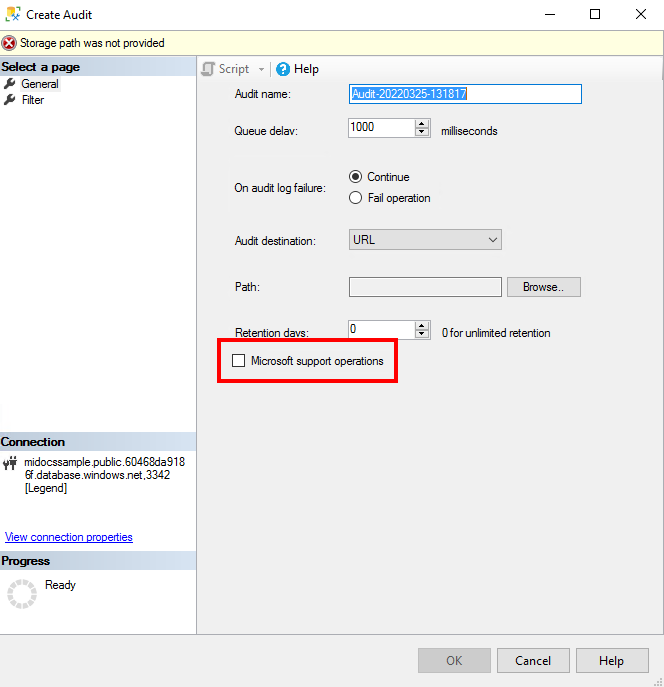 Create Audit
Storage path was not provided
Select a page
General
Filter
Script
Help
Audit name:
Audit-20220325-131817
Queue delay:
1000
milliseconds
On audit log failure:
Continue
Fail operation
Audit destination:
URL
Path:
Browse..
Retention days:
0
0 for unlimited retention
Microsoft support operations
Connection
midocssample.public.60468da918
6f.database.windows.net,3342
[Legend]
View connection properties
Progress
Ready
OK
Cancel
Help